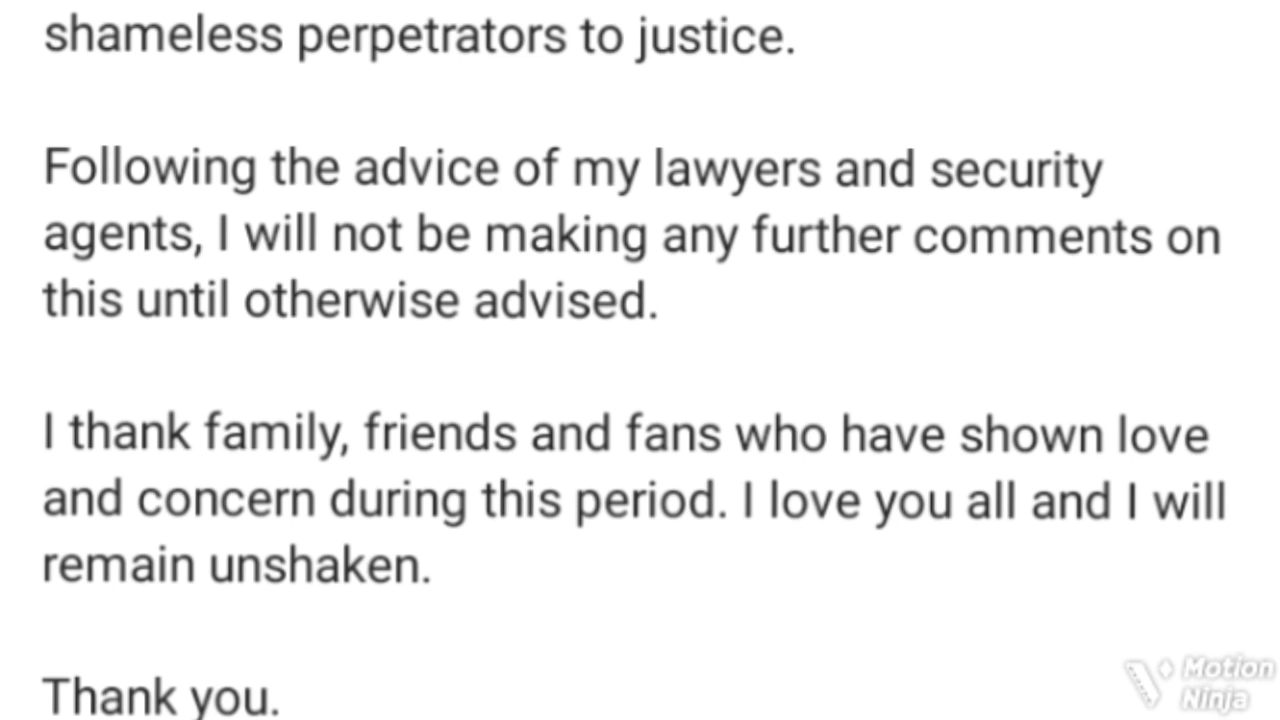 shameless perpetrators to justice.
Following the advice of my lawyers and security
agents, I will not be making any further comments on
this until otherwise advised.
I thank family, friends and fans who have shown love
and concern during this period. I love you all and I will
remain unshaken.
Thank you.
Motion
Ninja